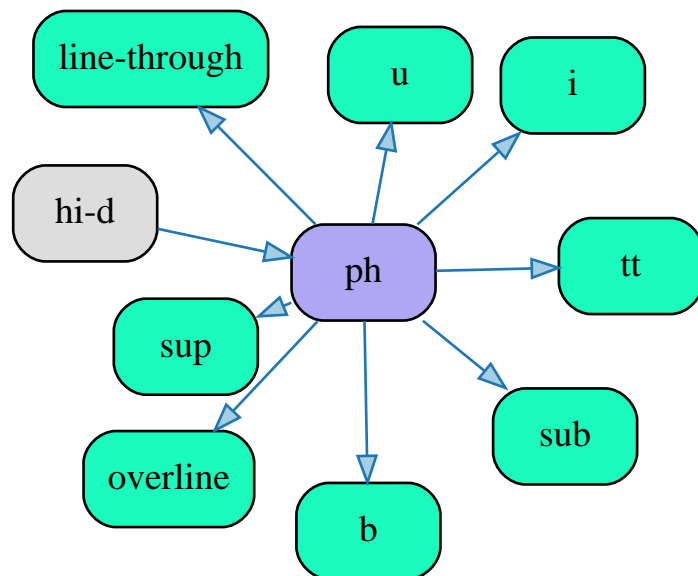 line-through
u
i
hi-d
ph
tt
sup
sub
overline
b